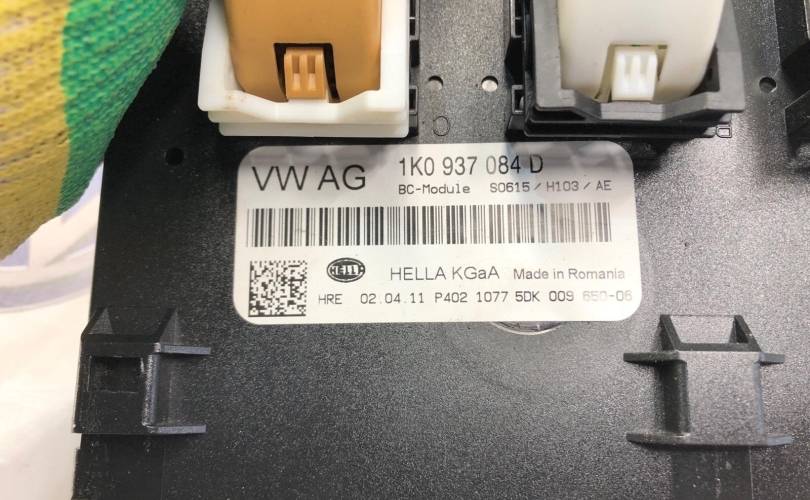 VW AG
1K0 937 084 D
BC-Module S0615 / H103 / AE
HELLA
HELLA KGaA Made in Romania
HRE 02.04.11 P402 1077 5DK 009 650-06
C
B